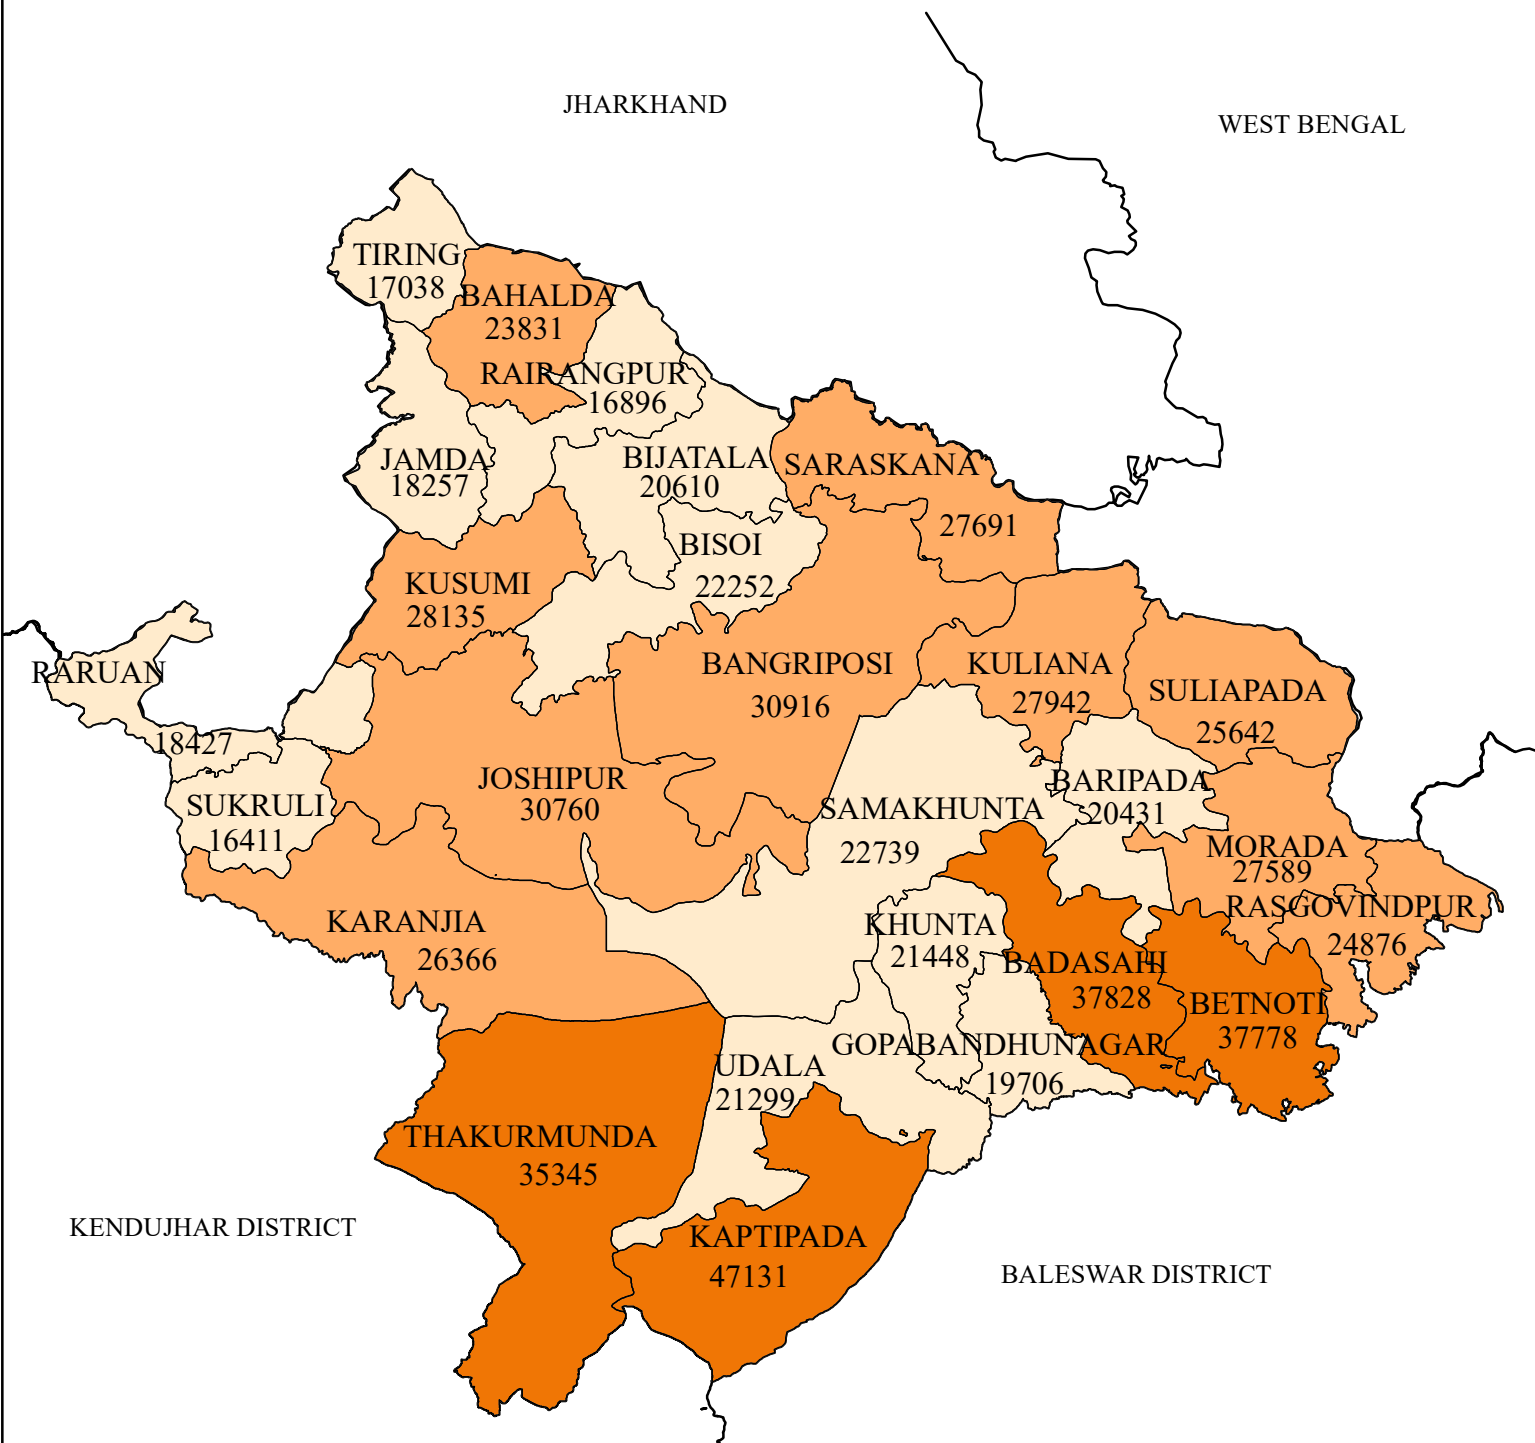 JHARKHAND
WEST BENGAL
TIRING
17038
BAHALDA
23831
RAIRANGPUR
16896
JAMDA
18257
BIJATALA
20610
SARASKANA
27691
BISOI
22252
KUSUMI
28135
RARUAN
18427
BANGRIPOSI
30916
KULIANA
27942
SULIAPADA
25642
JOSHIPUR
30760
BARIPADA
20431
SUKRULI
16411
SAMAKHUNTA
22739
MORADA
27589
RASGOVINDPUR
24876
KARANJIA
26366
KHUNTA
21448
BADASAHI
37828
BETNOTI
37778
GOPABANDHUNAGAR
19706
UDALA
21299
THAKURMUNDA
35345
KENDUJHAR DISTRICT
KAPTIPADA
47131
BALESWAR DISTRICT